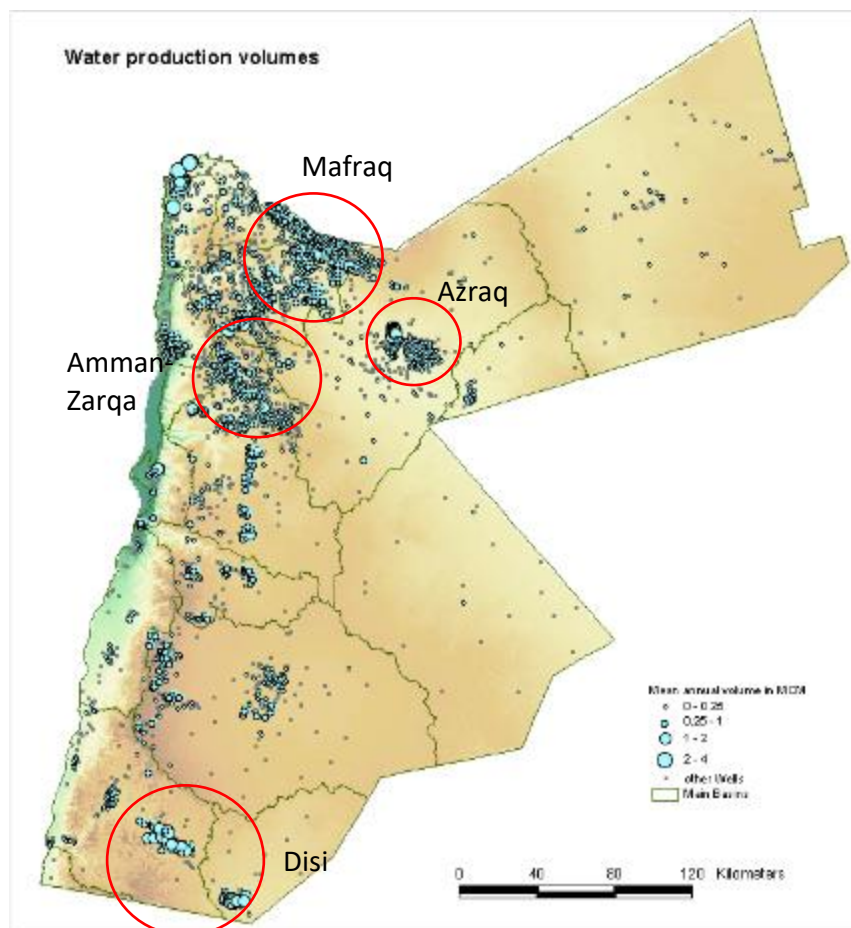 Water production volumes
Mafraq
Azraq
Amman-
Zarqa
Disi
Mean annual volume in MCM
0 - 0.25
0.25 - 1
1 - 2
2 - 4
other Wells
Main Basins
0 40 80 120 Kilometers